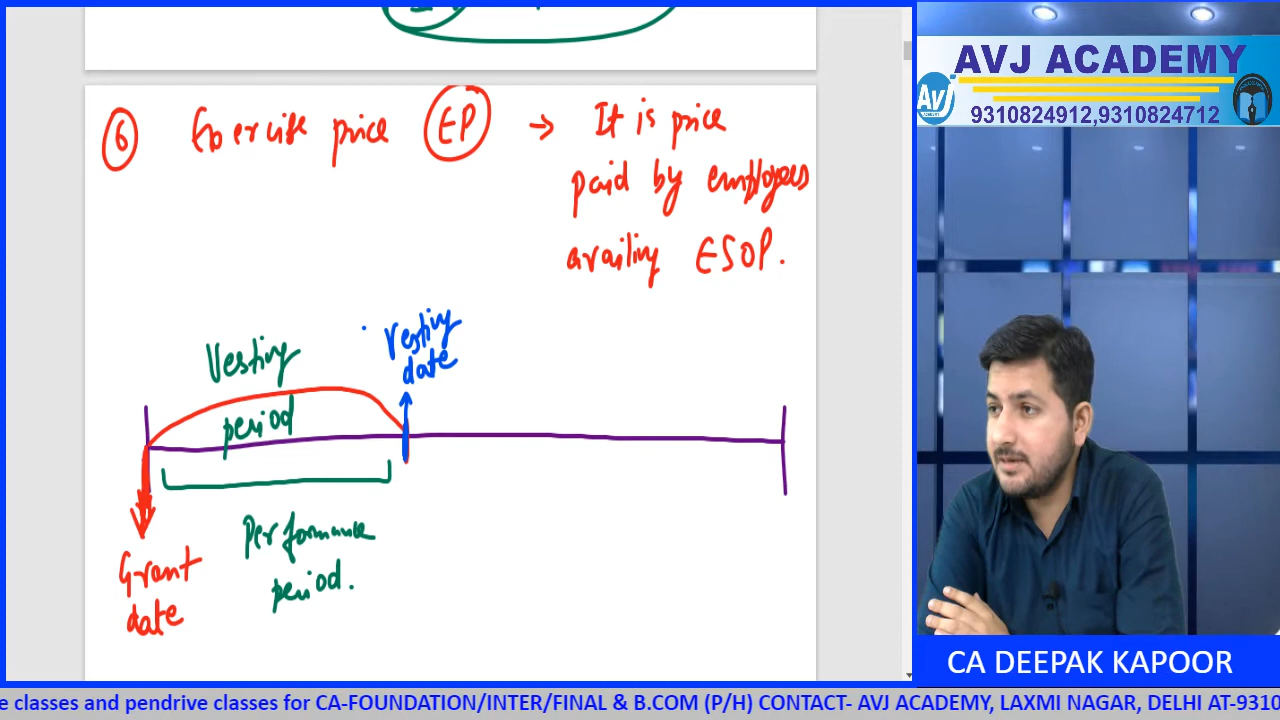 AVJ ACADEMY
AVJ
ACADEMY
9310824912,9310824712
6 Exercise price EP → It is price
paid by employees
availing ESOP.
Vesting
period
Vesting
date
Performance
period.
Grant
date
CA DEEPAK KAPOOR
e classes and pendrive classes for CA-FOUNDATION/INTER/FINAL & B.COM (P/H) CONTACT- AVJ ACADEMY, LAXMI NAGAR, DELHI AT-9310